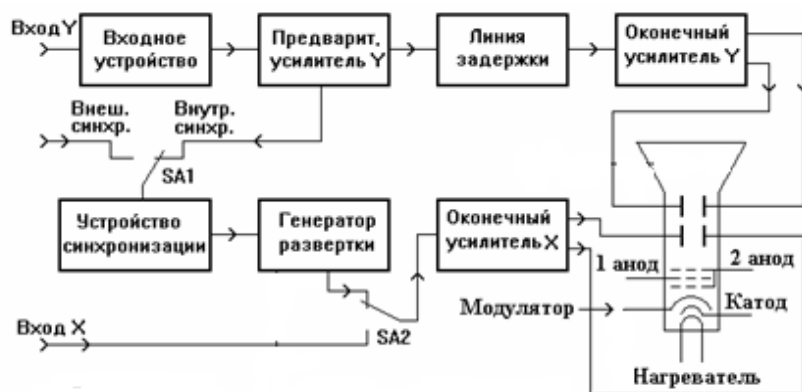 Вход Y
Входное
устройство
Предварит.
усилитель Y
Линия
задержки
Оконечный
усилитель Y
Внеш.
синхр.
Внутр.
синхр.
SA1
Устройство
синхронизации
Генератор
развертки
Оконечный
усилитель X
1 анод
2 анод
Модулятор
Катод
Вход X
SA2
Нагреватель